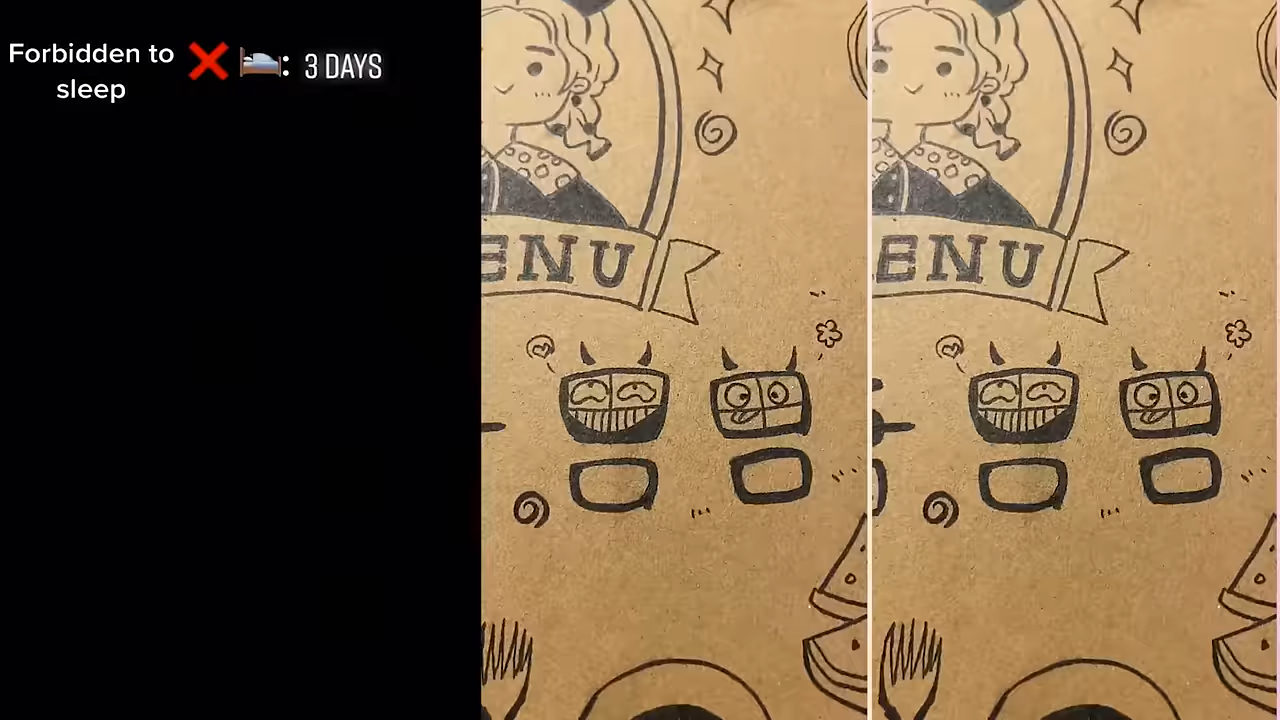 Forbidden to
sleep
❌ 🛏️: 3 DAYS
ENU
ENU